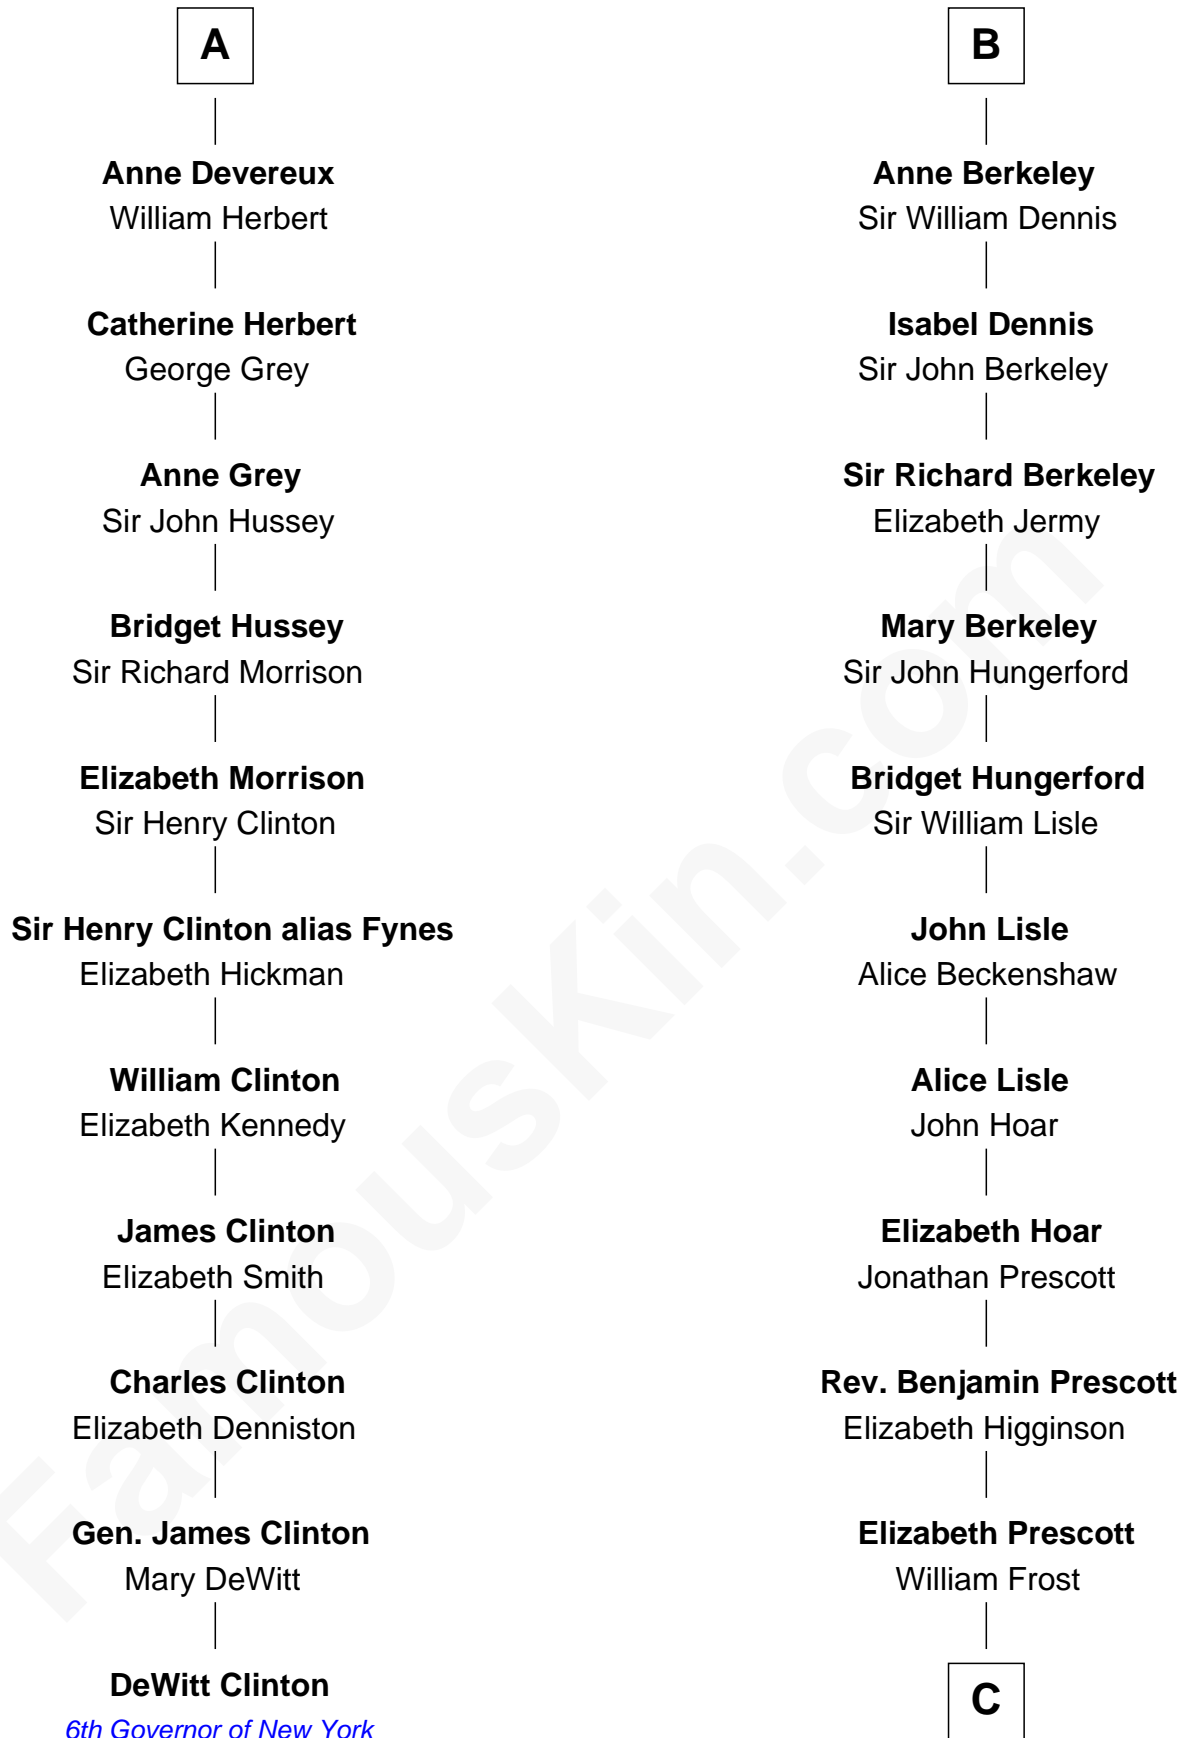 A
Anne Devereux
William Herbert
Catherine Herbert
George Grey
Anne Grey
Sir John Hussey
Bridget Hussey
Sir Richard Morrison
Elizabeth Morrison
Sir Henry Clinton
Sir Henry Clinton alias Fynes
Elizabeth Hickman
William Clinton
Elizabeth Kennedy
James Clinton
Elizabeth Smith
Charles Clinton
Elizabeth Denniston
Gen. James Clinton
Mary DeWitt
DeWitt Clinton
6th Governor of New York
B
Anne Berkeley
Sir William Dennis
Isabel Dennis
Sir John Berkeley
Sir Richard Berkeley
Elizabeth Jermy
Mary Berkeley
Sir John Hungerford
Bridget Hungerford
Sir William Lisle
John Lisle
Alice Beckenshaw
Alice Lisle
John Hoar
Elizabeth Hoar
Jonathan Prescott
Rev. Benjamin Prescott
Elizabeth Higginson
Elizabeth Prescott
William Frost
C
FamousKin.com